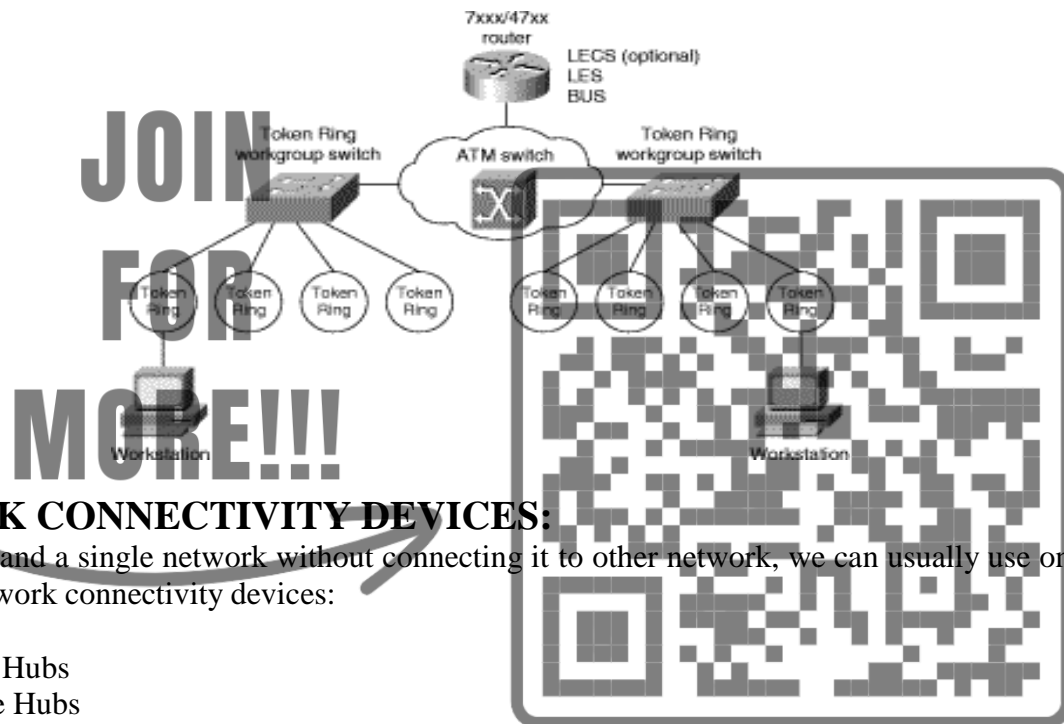 7xxx/47xx
router
LECS (optional)
LES
BUS
JOIN
FOR
MORE!!!
Token Ring
workgroup switch
ATM switch
Token Ring
workgroup switch
Token
Ring
Token
Ring
Token
Ring
Token
Ring
Token
Ring
Token
Ring
Token
Ring
Token
Ring
Workstation
Workstation
K CONNECTIVITY DEVICES:
and a single network without connecting it to other network, we can usually use
work connectivity devices:
Hubs
e Hubs